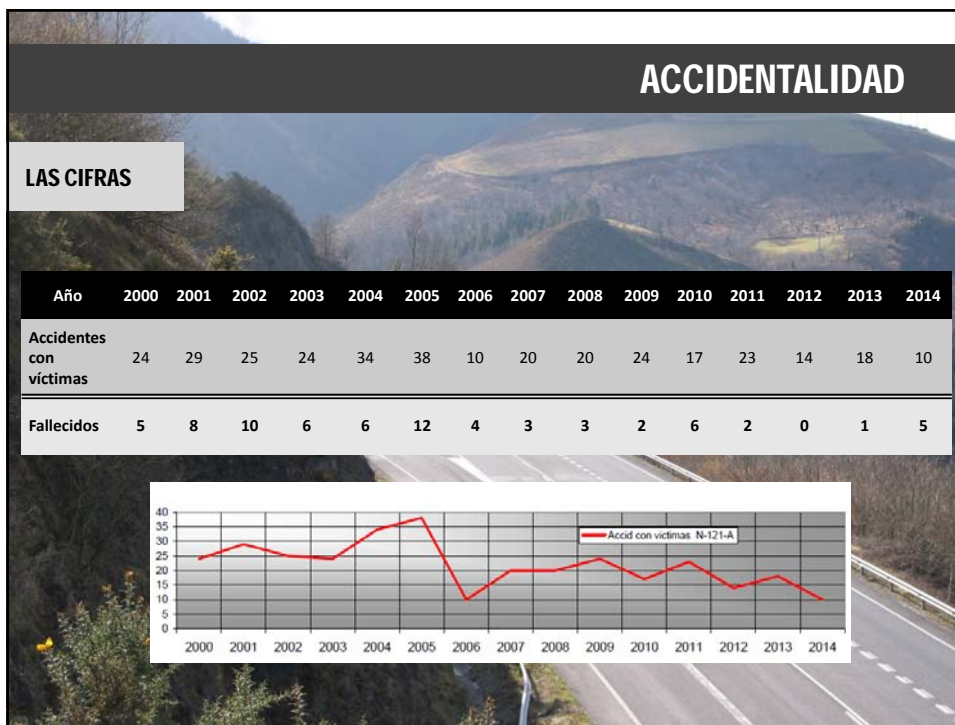 ACCIDENTALIDAD
LAS CIFRAS
Año 2000 2001 2002 2003 2004 2005 2006 2007 2008 2009 2010 2011 2012 2013 2014
Accidentes
con
víctimas 24 29 25 24 34 38 10 20 20 24 17 23 14 18 10
Fallecidos 5 8 10 6 6 12 4 3 3 2 6 2 0 1 5
40
35
30
25
20
15
10
5
0
Accid con victimas N-121-A
2000 2001 2002 2003 2004 2005 2006 2007 2008 2009 2010 2011 2012 2013 2014